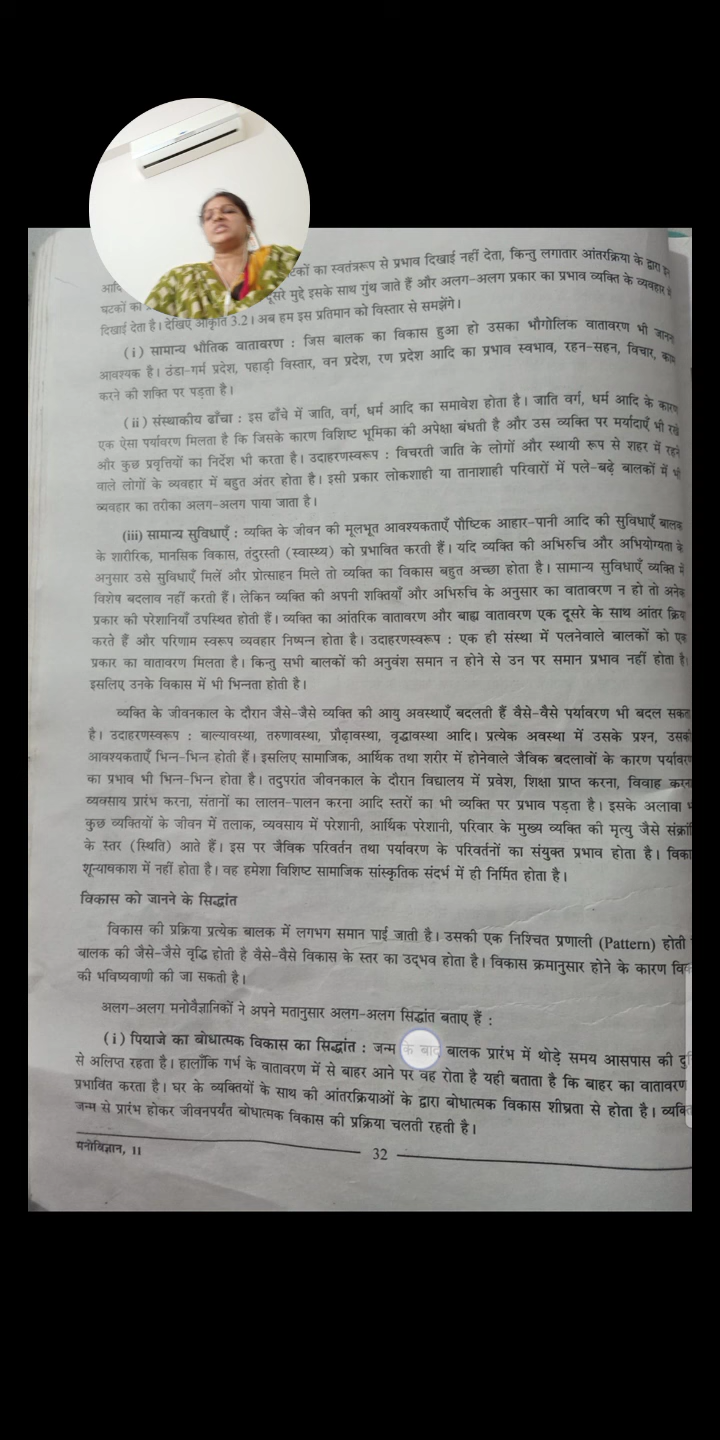 टकों का स्वतंत्ररूप से प्रभाव दिखाई नहीं देता, किन्तु लगातार आंतरक्रिया के द्वारा
घटकों का दूसरे मुद्दे इसके साथ गुंथ जाते हैं और अलग-अलग प्रकार का प्रभाव व्यक्ति के व्यवहार
दिखाई देता है। देखिए आकृति 3.2। अब हम इस प्रतिमान को विस्तार से समझेंगे।
(i) सामान्य भौतिक वातावरण : जिस बालक का विकास हुआ हो उसका भौगोलिक वातावरण भी
आवश्यक है। ठंडा-गर्म प्रदेश, पहाड़ी विस्तार, वन प्रदेश, रण प्रदेश आदि का प्रभाव स्वभाव, रहन-सहन, विचार,
करने की शक्ति पर पड़ता है।
(ii) संस्थाकीय ढाँचा : इस ढाँचे में जाति, वर्ग, धर्म आदि का समावेश होता है। जाति वर्ग, धर्म आदि के कारण
एक ऐसा पर्यावरण मिलता है कि जिसके कारण विशिष्ट भूमिका की अपेक्षा बंधती है और उस व्यक्ति पर मर्यादाएँ भी
और कुछ प्रवृत्तियों का निर्देश भी करता है। उदाहरणस्वरूप : विचरती जाति के लोगों और स्थायी रूप से शहर में रहने
वाले लोगों के व्यवहार में बहुत अंतर होता है। इसी प्रकार लोकशाही या तानाशाही परिवारों में पले-बढ़े बालकों में भी
व्यवहार का तरीका अलग-अलग पाया जाता है।
(iii) सामान्य सुविधाएँ : व्यक्ति के जीवन की मूलभूत आवश्यकताएँ पौष्टिक आहार-पानी आदि की सुविधाएँ बालक
के शारीरिक, मानसिक विकास, तंदुरस्ती (स्वास्थ्य) को प्रभावित करती हैं। यदि व्यक्ति की अभिरुचि और अभियोग्यता के
अनुसार उसे सुविधाएँ मिलें और प्रोत्साहन मिले तो व्यक्ति का विकास बहुत अच्छा होता है। सामान्य सुविधाएँ व्यक्ति में
विशेष बदलाव नहीं करती हैं। लेकिन व्यक्ति की अपनी शक्तियाँ और अभिरुचि के अनुसार का वातावरण न हो तो अनेक
प्रकार की परेशानियाँ उपस्थित होती हैं। व्यक्ति का आंतरिक वातावरण और बाह्य वातावरण एक दूसरे के साथ आंतर क्रिया
करते हैं और परिणाम स्वरूप व्यवहार निष्पन्न होता है। उदाहरणस्वरूप : एक ही संस्था में पलनेवाले बालकों को एक
प्रकार का वातावरण मिलता है। किन्तु सभी बालकों की अनुवंश समान न होने से उन पर समान प्रभाव नहीं होता है।
इसलिए उनके विकास में भी भिन्नता होती है।
व्यक्ति के जीवनकाल के दौरान जैसे-जैसे व्यक्ति की आयु अवस्थाएँ बदलती हैं वैसे-वैसे पर्यावरण भी बदल सकता
है। उदाहरणस्वरूप : बाल्यावस्था, तरुणावस्था, प्रौढ़ावस्था, वृद्धावस्था आदि। प्रत्येक अवस्था में उसके प्रश्न, उसकी
आवश्यकताएँ भिन्न-भिन्न होती हैं। इसलिए सामाजिक, आर्थिक तथा शरीर में होनेवाले जैविक बदलावों के कारण पर्यावरण
का प्रभाव भी भिन्न-भिन्न होता है। तदुपरांत जीवनकाल के दौरान विद्यालय में प्रवेश, शिक्षा प्राप्त करना, विवाह करना
व्यवसाय प्रारंभ करना, संतानों का लालन-पालन करना आदि स्तरों का भी व्यक्ति पर प्रभाव पड़ता है। इसके अलावा
कुछ व्यक्तियों के जीवन में तलाक, व्यवसाय में परेशानी, आर्थिक परेशानी, परिवार के मुख्य व्यक्ति की मृत्यु जैसे
के स्तर (स्थिति) आते हैं। इस पर जैविक परिवर्तन तथा पर्यावरण के परिवर्तनों का संयुक्त प्रभाव होता है।
शून्यावकाश में नहीं होता है। वह हमेशा विशिष्ट सामाजिक सांस्कृतिक संदर्भ में ही निर्मित होता है।
विकास को जानने के सिद्धांत
विकास की प्रक्रिया प्रत्येक बालक में लगभग समान पाई जाती है। उसकी एक निश्चित प्रणाली (Pattern) होती
बालक की जैसे-जैसे वृद्धि होती है वैसे-वैसे विकास के स्तर का उद्भव होता है। विकास क्रमानुसार होने के कारण
की भविष्यवाणी की जा सकती है।
अलग-अलग मनोवैज्ञानिकों ने अपने मतानुसार अलग-अलग सिद्धांत बताए हैं :
(i) पियाजे का बोधात्मक विकास का सिद्धांत : जन्म के बाद बालक प्रारंभ में थोड़े समय आसपास की
से अलिप्त रहता है। हालाँकि गर्भ के वातावरण में से बाहर आने पर वह रोता है यही बताता है कि बाहर का वातावरण
प्रभावित करता है। घर के व्यक्तियों के साथ की आंतरक्रियाओं के द्वारा बोधात्मक विकास शीघ्रता से होता है।
जन्म से प्रारंभ होकर जीवनपर्यंत बोधात्मक विकास की प्रक्रिया चलती रहती है।
मनोविज्ञान, 11
32